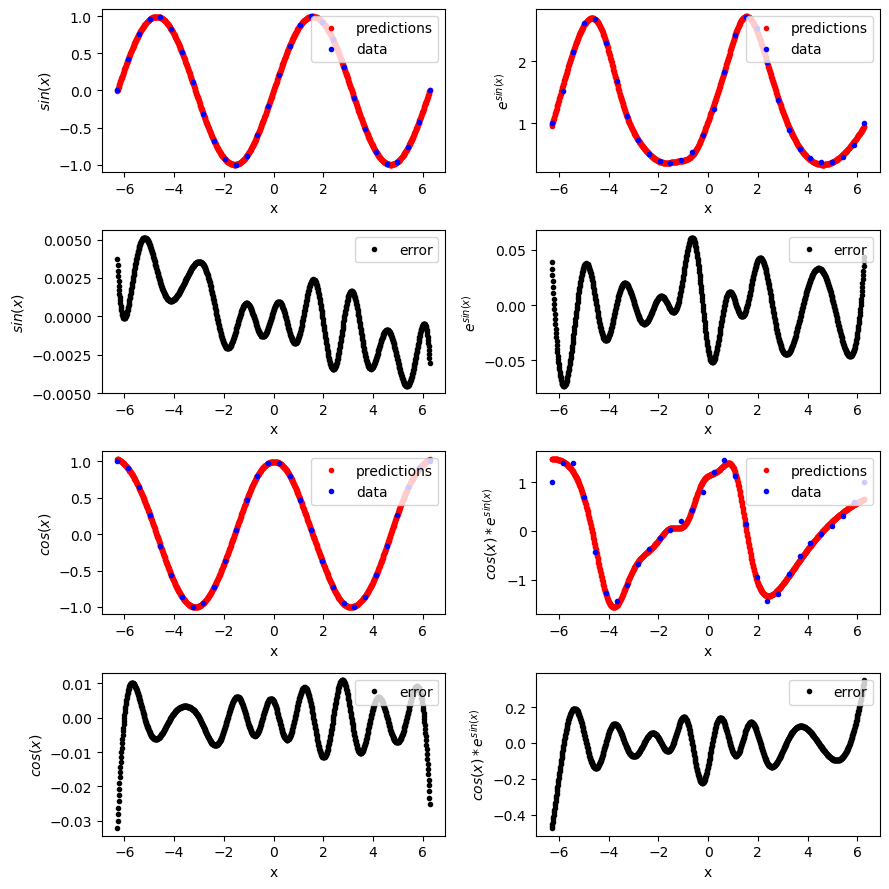 sin(x)
1.0
0.5
0.0
−0.5
−1.0
predictions
data
−6 −4 −2 0 2 4 6
x
e^{sin(x)}
2
1
predictions
data
−6 −4 −2 0 2 4 6
x
sin(x)
0.0050
0.0025
0.0000
−0.0025
−0.0050
error
−6 −4 −2 0 2 4 6
x
e^{sin(x)}
0.05
0.00
−0.05
error
−6 −4 −2 0 2 4 6
x
cos(x)
1.0
0.5
0.0
−0.5
−1.0
predictions
data
−6 −4 −2 0 2 4 6
x
cos(x) * e^{sin(x)}
1
0
−1
predictions
data
−6 −4 −2 0 2 4 6
x
cos(x)
0.01
0.00
−0.01
−0.02
−0.03
error
−6 −4 −2 0 2 4 6
x
cos(x) * e^{sin(x)}
0.2
0.0
−0.2
−0.4
error
−6 −4 −2 0 2 4 6
x